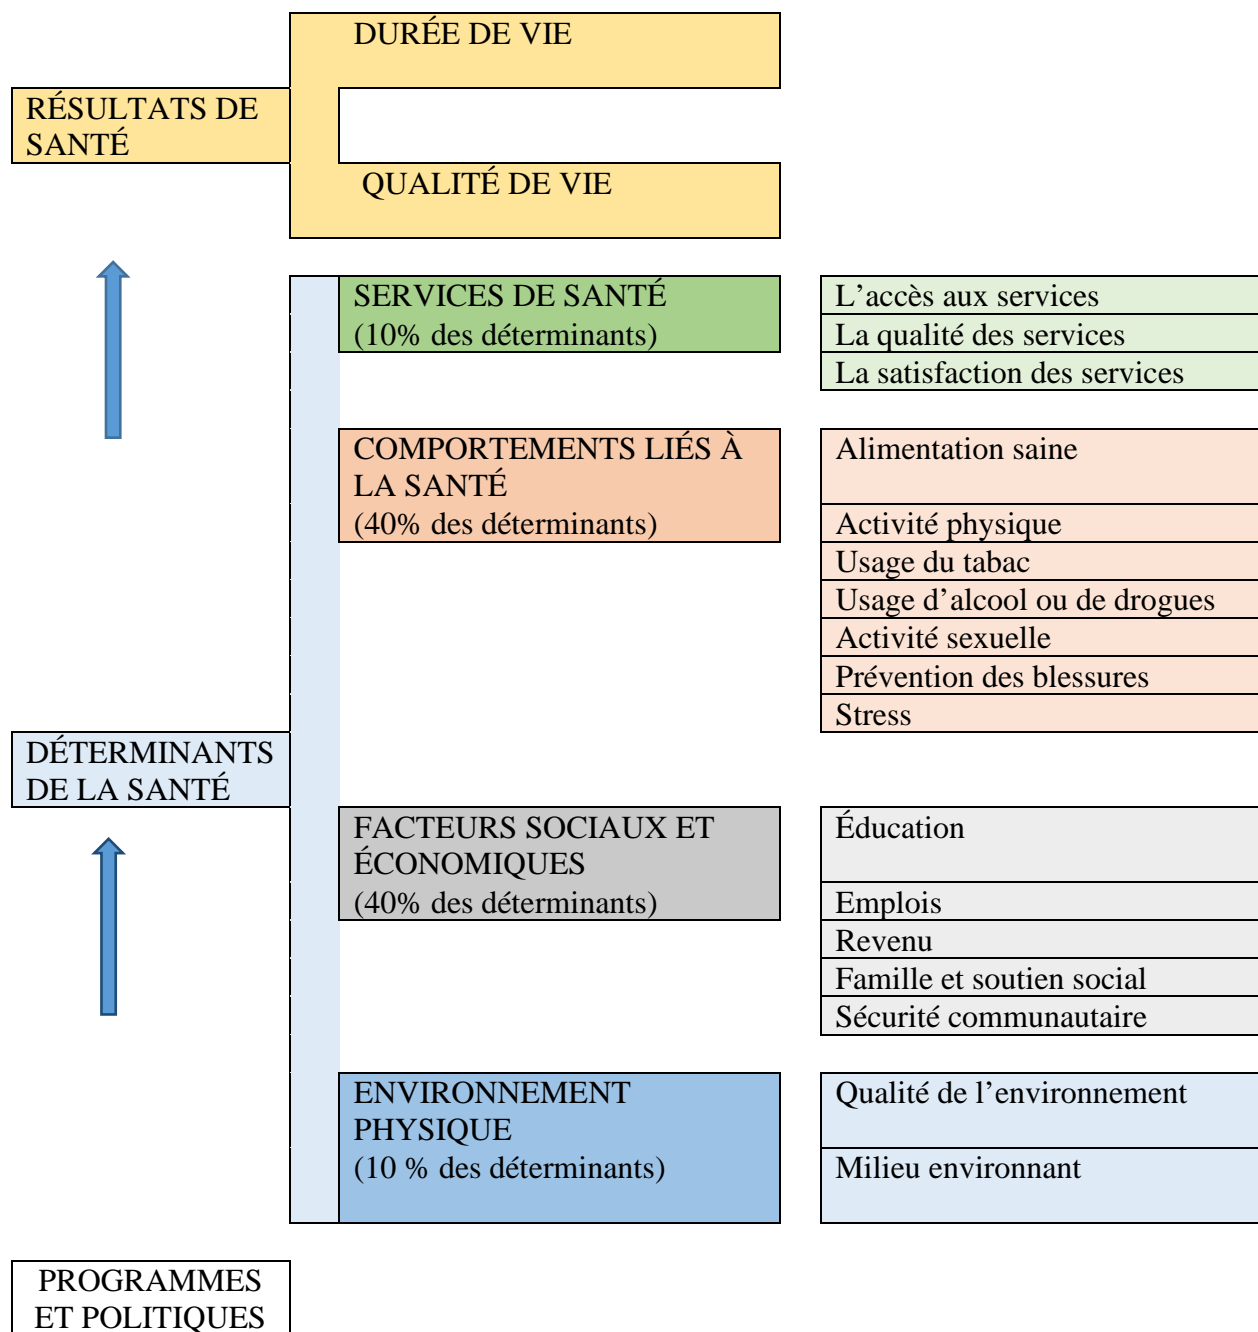 DURÉE DE VIE
RÉSULTATS DE
SANTÉ
QUALITÉ DE VIE
SERVICES DE SANTÉ
(10% des déterminants)
L’accès aux services
La qualité des services
La satisfaction des services
COMPORTEMENTS LIÉS À
LA SANTÉ
(40% des déterminants)
Alimentation saine
Activité physique
Usage du tabac
Usage d’alcool ou de drogues
Activité sexuelle
Prévention des blessures
Stress
DÉTERMINANTS
DE LA SANTÉ
FACTEURS SOCIAUX ET
ÉCONOMIQUES
(40% des déterminants)
Éducation
Emplois
Revenu
Famille et soutien social
Sécurité communautaire
ENVIRONNEMENT
PHYSIQUE
(10 % des déterminants)
Qualité de l’environnement
Milieu environnant
PROGRAMMES
ET POLITIQUES